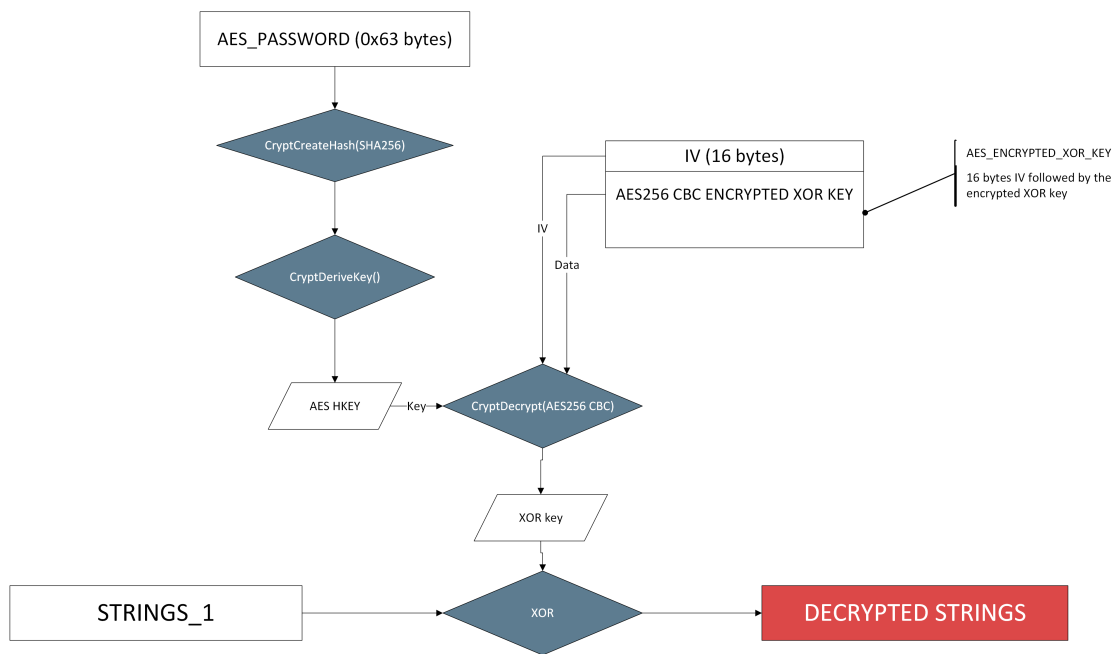 AES_PASSWORD (0x63 bytes)
CryptCreateHash(SHA256)
IV (16 bytes)
AES_ENCRYPTED_XOR_KEY
16 bytes IV followed by the
encrypted XOR key
AES256 CBC ENCRYPTED XOR KEY
IV
Data
CryptDeriveKey()
AES HKEY
Key
CryptDecrypt(AES256 CBC)
XOR key
STRINGS_1
XOR
DECRYPTED STRINGS